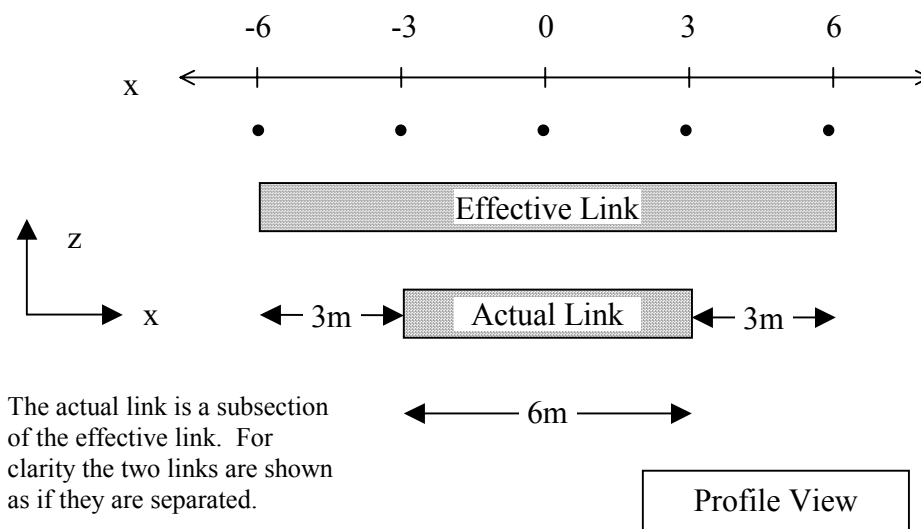 -6 -3 0 3 6
x
Effective Link
z
x
3m
Actual Link
3m
6m
The actual link is a subsection
of the effective link. For
clarity the two links are shown
as if they are separated.
Profile View